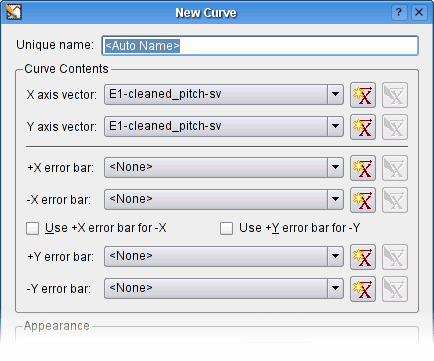 New Curve
Unique name: <Auto Name>
Curve Contents
X axis vector: E1-cleaned_pitch-sv
Y axis vector: E1-cleaned_pitch-sv
+X error bar: <None>
-X error bar: <None>
Use +X error bar for -X Use +Y error bar for -Y
+Y error bar: <None>
-Y error bar: <None>
Appearance